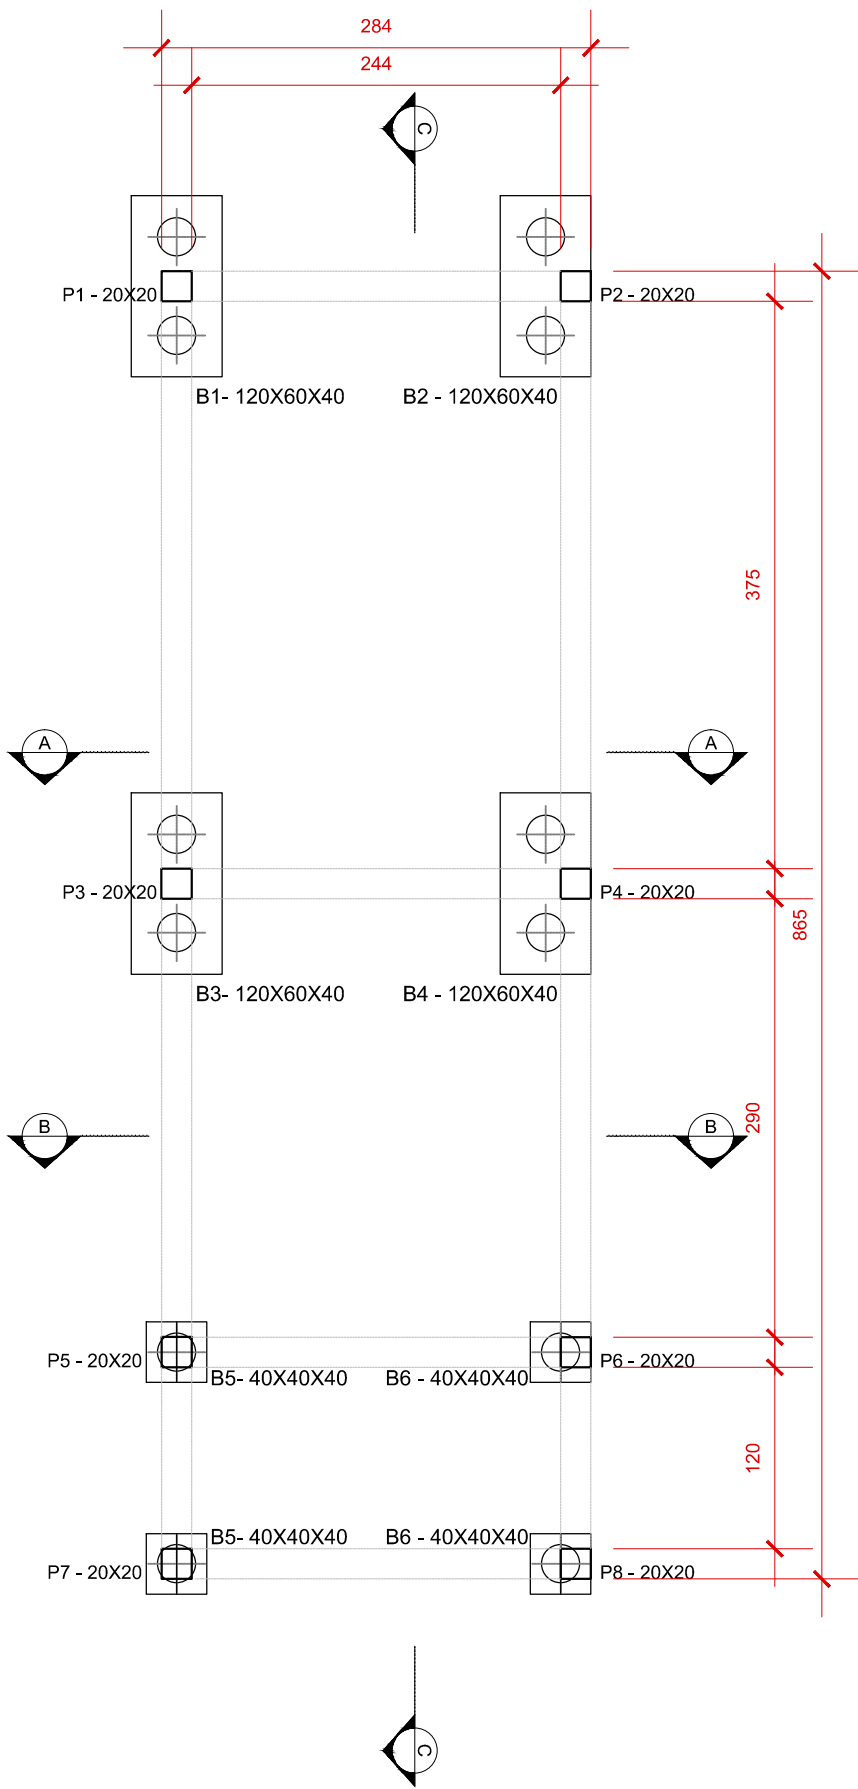 284
244
C
P1 - 20X20
P2 - 20X20
B1- 120X60X40
B2 - 120X60X40
375
A
A
P3 - 20X20
P4 - 20X20
865
B3- 120X60X40
B4 - 120X60X40
290
B
B
P5 - 20X20
P6 - 20X20
B5- 40X40X40
B6 - 40X40X40
120
B5- 40X40X40
B6 - 40X40X40
P7 - 20X20
P8 - 20X20
C